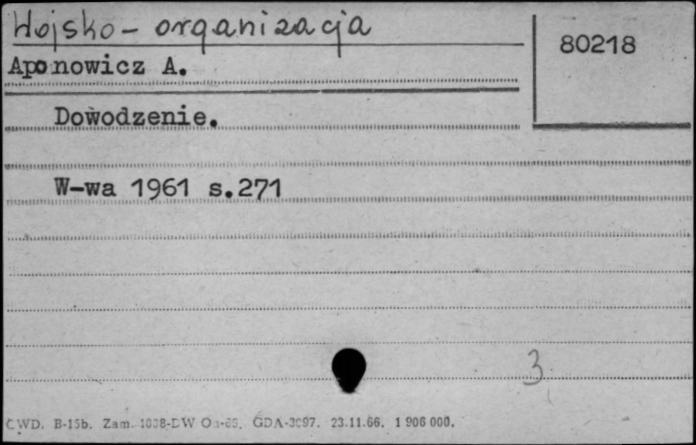 Wojsko - organizacja
80218
Aponowicz A.
Dowodzenie.
W-wa 1961 s.271
3
CWD. B-15b. Zam. 1038-DW GDA-3097. 23.11.66. 1 906 000.